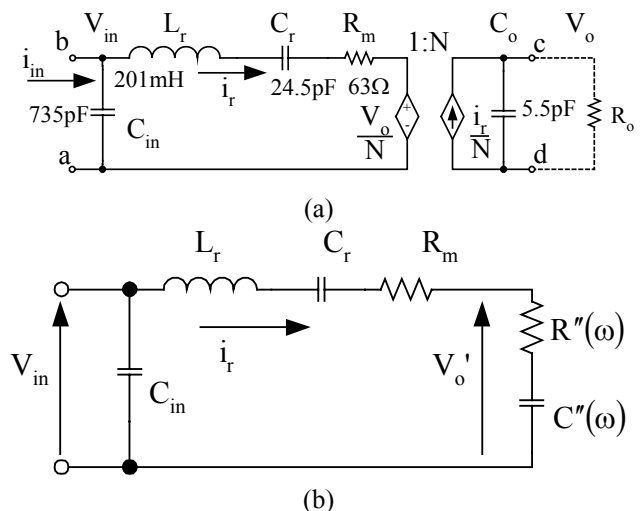 V_in L_r C_r R_m 1:N C_o V_o
b c
i_in 201mH i_r 24.5pF 63Ω
735pF C_in V_o/N + - i_r/N 5.5pF R_o
a d
(a)
L_r C_r R_m
i_r
V_in C_in V_o' R″(ω)
C″(ω)
(b)